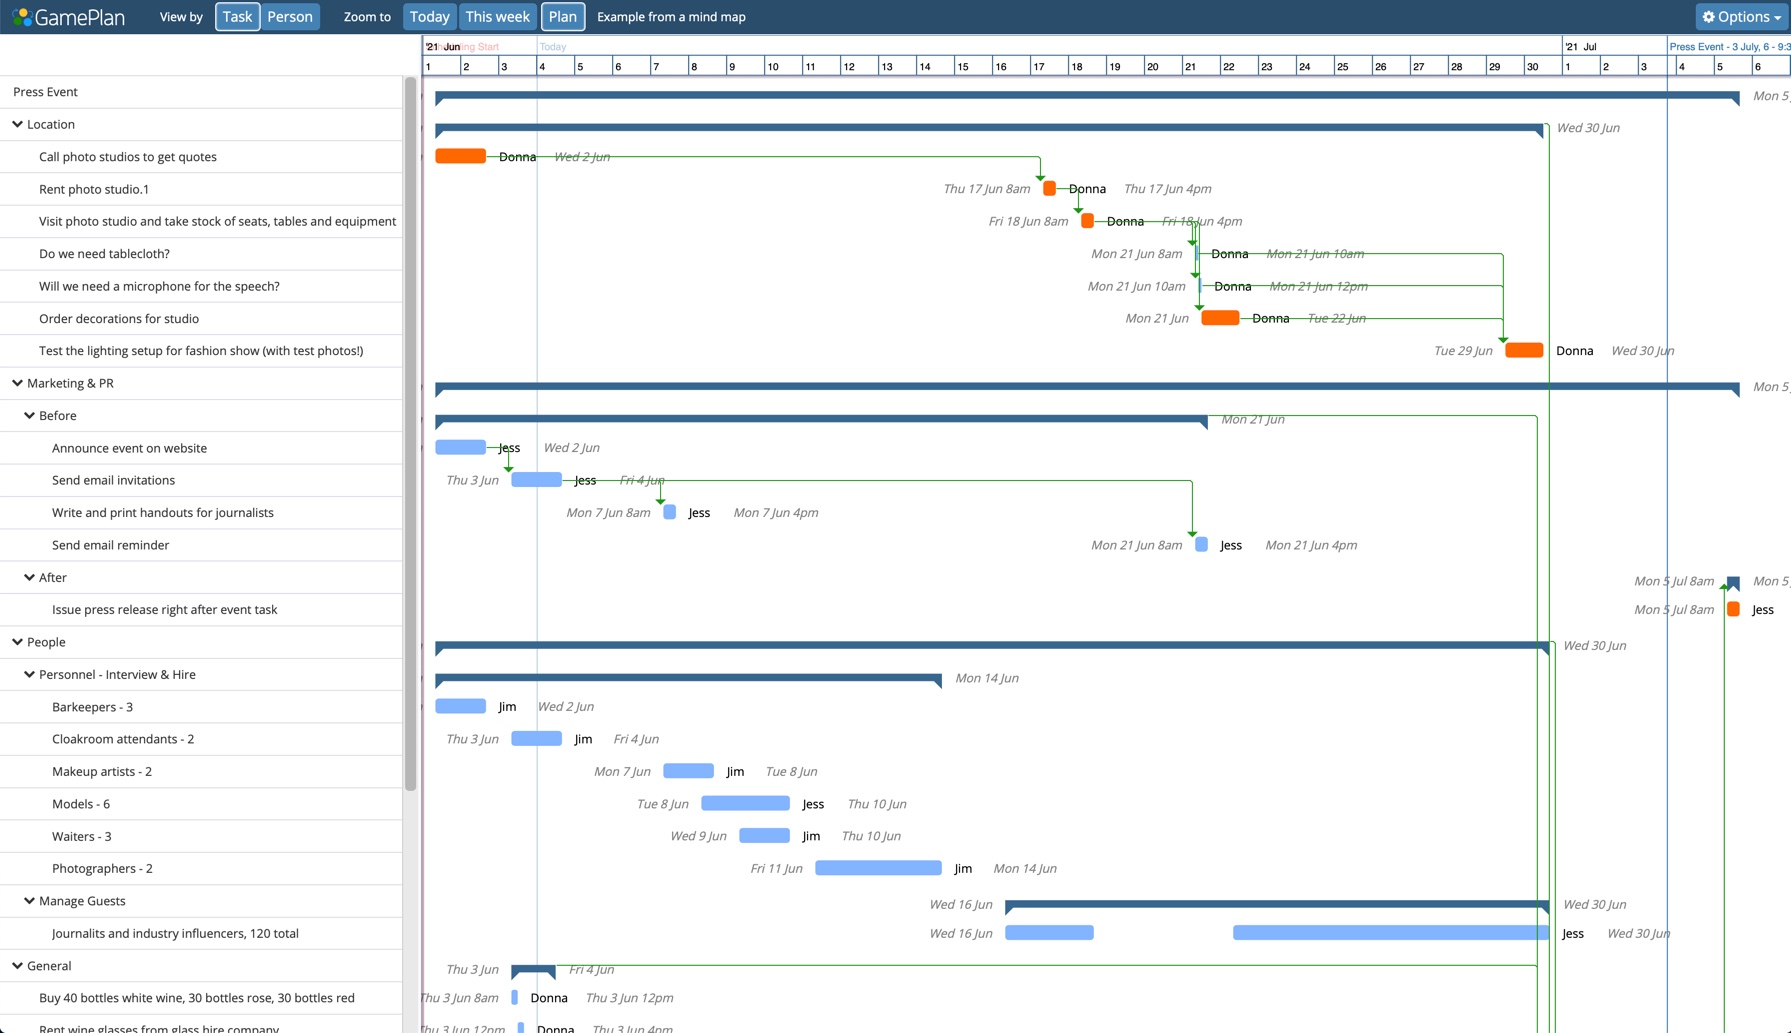 GamePlan View by Task Person Zoom to Today This week Plan Example from a mind map Options
'21 Jun Today '21 Jul Press Event - 3 July, 6 - 9:3
1 2 3 4 5 6 7 8 9 10 11 12 13 14 15 16 17 18 19 20 21 22 23 24 25 26 27 28 29 30 1 2 3 4 5 6
Press Event Mon 5
Location Wed 30 Jun
Call photo studios to get quotes Donna Wed 2 Jun
Rent photo studio.1 Thu 17 Jun 8am Donna Thu 17 Jun 4pm
Visit photo studio and take stock of seats, tables and equipment Fri 18 Jun 8am Donna Fri 18 Jun 4pm
Do we need tablecloth? Mon 21 Jun 8am Donna Mon 21 Jun 10am
Will we need a microphone for the speech? Mon 21 Jun 10am Donna Mon 21 Jun 12pm
Order decorations for studio Mon 21 Jun Donna Tue 22 Jun
Test the lighting setup for fashion show (with test photos!) Tue 29 Jun Donna Wed 30 Jun
Marketing & PR Mon 5
Before Mon 21 Jun
Announce event on website Jess Wed 2 Jun
Send email invitations Thu 3 Jun Jess Fri 4 Jun
Write and print handouts for journalists Mon 7 Jun 8am Jess Mon 7 Jun 4pm
Send email reminder Mon 21 Jun 8am Jess Mon 21 Jun 4pm
After Mon 5 Jul 8am Mon 5
Issue press release right after event task Mon 5 Jul 8am Jess
People Wed 30 Jun
Personnel - Interview & Hire Mon 14 Jun
Barkeepers - 3 Jim Wed 2 Jun
Cloakroom attendants - 2 Thu 3 Jun Jim Fri 4 Jun
Makeup artists - 2 Mon 7 Jun Jim Tue 8 Jun
Models - 6 Tue 8 Jun Jess Thu 10 Jun
Waiters - 3 Wed 9 Jun Jim Thu 10 Jun
Photographers - 2 Fri 11 Jun Jim Mon 14 Jun
Manage Guests Wed 16 Jun Wed 30 Jun
Journalits and industry influencers, 120 total Wed 16 Jun Jess Wed 30 Jun
General Thu 3 Jun Fri 4 Jun
Buy 40 bottles white wine, 30 bottles rose, 30 bottles red Thu 3 Jun 8am Donna Thu 3 Jun 12pm
Rent wine glasses from glass hire company Thu 3 Jun 12pm Donna Thu 3 Jun 4pm